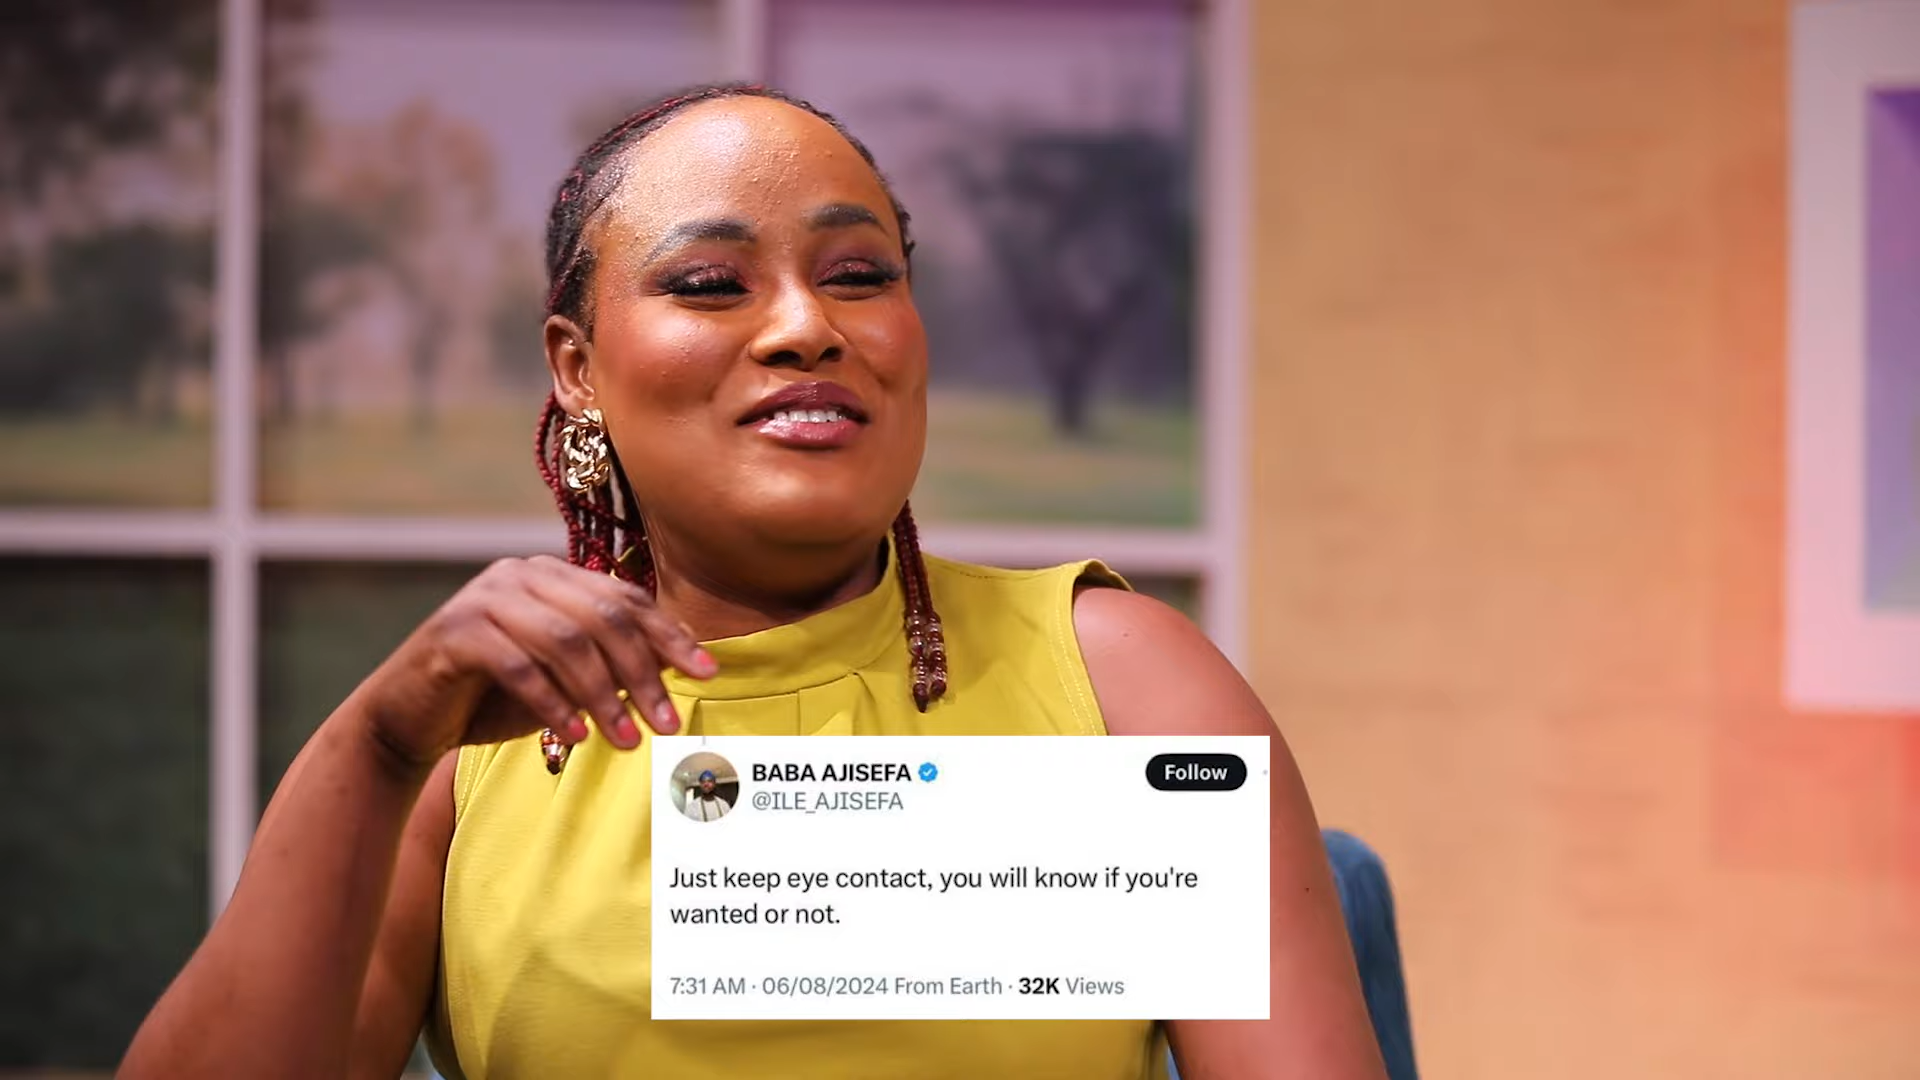 BABA AJISEFA
@ILE_AJISEFA
Follow
Just keep eye contact, you will know if you're
wanted or not.
7:31 AM · 06/08/2024 From Earth · 32K Views